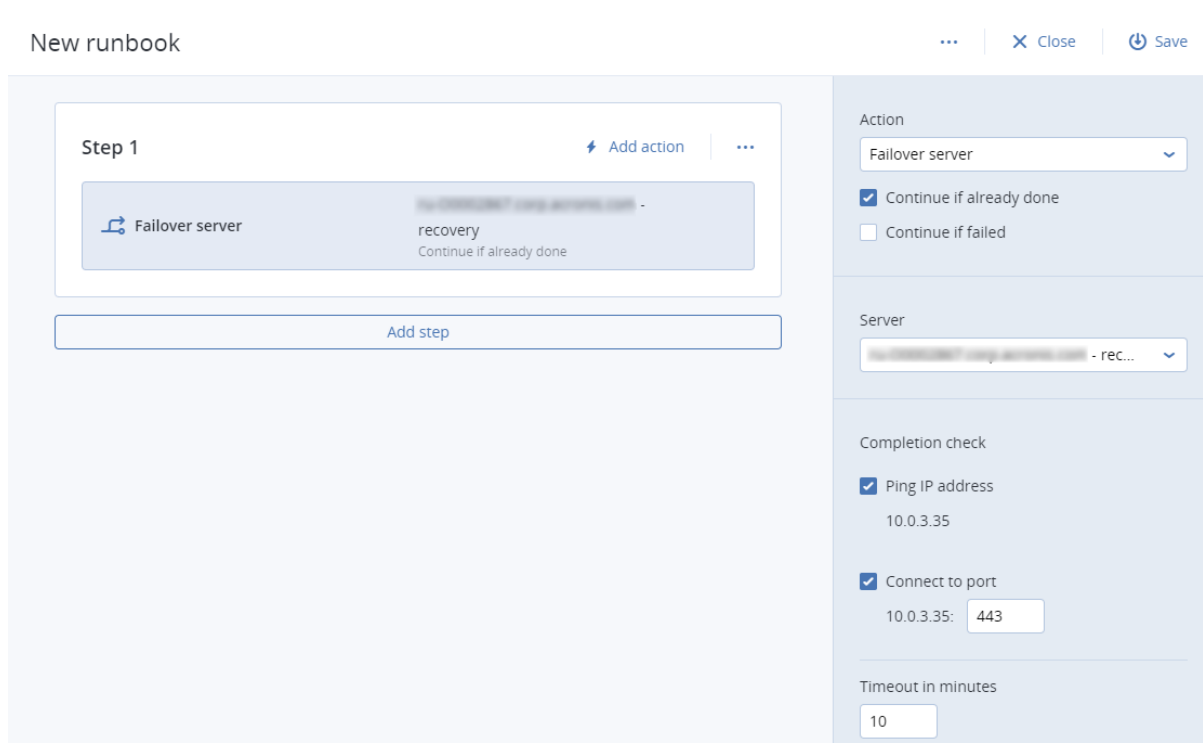 New runbook
... Close Save
Step 1 Add action ...
Failover server
-
recovery
Continue if already done
Add step
Action
Failover server
Continue if already done
Continue if failed
Server
- rec...
Completion check
Ping IP address
10.0.3.35
Connect to port
10.0.3.35: 443
Timeout in minutes
10